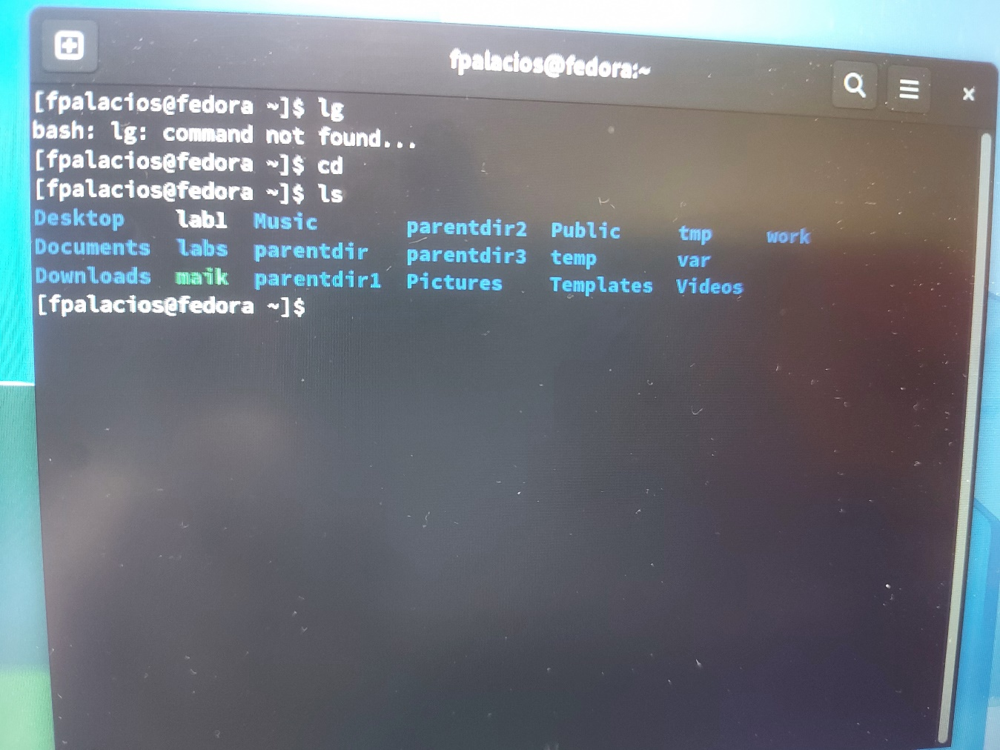 fpalacios@fedora:~
[fpalacios@fedora ~]$ lg
bash: lg: command not found...
[fpalacios@fedora ~]$ cd
[fpalacios@fedora ~]$ ls
Desktop lab1 Music parentdir2 Public tmp work
Documents labs parentdir parentdir3 temp var
Downloads maik parentdir1 Pictures Templates Videos
[fpalacios@fedora ~]$